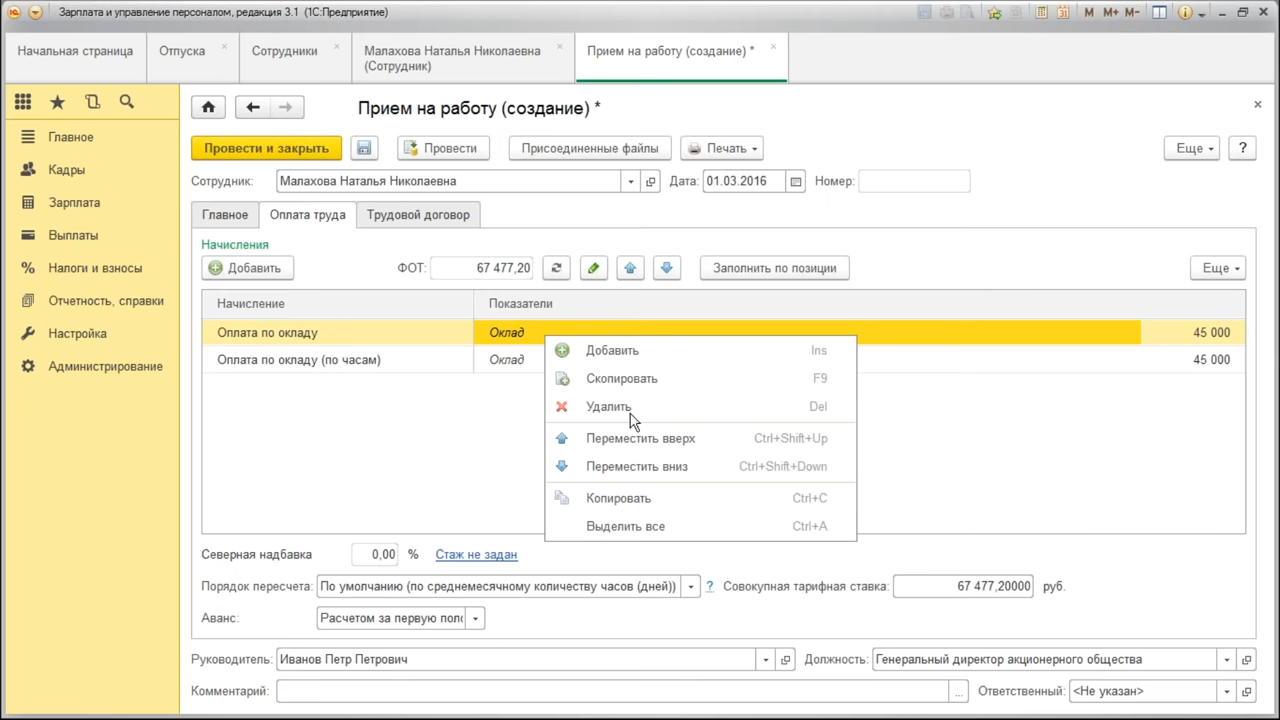 Зарплата и управление персоналом, редакция 3.1 (1С:Предприятие)
M M+ M−
Начальная страница
Отпуска
Сотрудники
Малахова Наталья Николаевна (Сотрудник)
Прием на работу (создание) *
Главное
Кадры
Зарплата
Выплаты
Налоги и взносы
Отчетность, справки
Настройка
Администрирование
Прием на работу (создание) *
Провести и закрыть Провести Присоединенные файлы Печать Еще ?
Сотрудник: Малахова Наталья Николаевна Дата: 01.03.2016 Номер:
Главное Оплата труда Трудовой договор
Начисления
Добавить ФОТ: 67 477,20 Заполнить по позиции Еще
Начисление Показатели
Оплата по окладу Оклад 45 000
Оплата по окладу (по часам) Оклад 45 000
Добавить Ins
Скопировать F9
Удалить Del
Переместить вверх Ctrl+Shift+Up
Переместить вниз Ctrl+Shift+Down
Копировать Ctrl+C
Выделить все Ctrl+A
Северная надбавка 0,00 % Стаж не задан
Порядок пересчета: По умолчанию (по среднемесячному количеству часов (дней)) ? Совокупная тарифная ставка: 67 477,20000 руб.
Аванс: Расчетом за первую поло
Руководитель: Иванов Петр Петрович Должность: Генеральный директор акционерного общества
Комментарий: ... Ответственный: <Не указан>